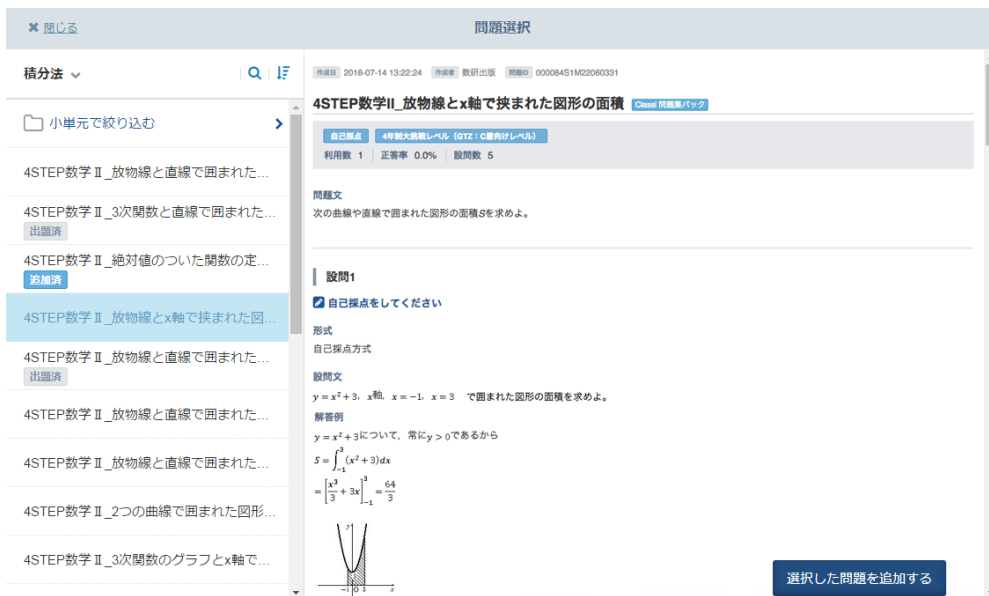 ✖ 閉じる
問題選択
積分法
小単元で絞り込む
4STEP数学Ⅱ_放物線と直線で囲まれた...
4STEP数学Ⅱ_3次関数と直線で囲まれた...
出題済
4STEP数学Ⅱ_絶対値のついた関数の定...
追加済
4STEP数学Ⅱ_放物線とx軸で挟まれた図...
4STEP数学Ⅱ_放物線と直線で囲まれた...
出題済
4STEP数学Ⅱ_放物線と直線で囲まれた...
4STEP数学Ⅱ_放物線と直線で囲まれた...
4STEP数学Ⅱ_2つの曲線で囲まれた図形...
4STEP数学Ⅱ_3次関数のグラフとx軸で...
作成日 2016-07-14 13:22:24 作成者 数研出版 問題ID 000084S1M22060331
4STEP数学II_放物線とx軸で挟まれた図形の面積 Classi 問題集パック
自己採点 4年制大挑戦レベル（GTZ：C層向けレベル）
利用数 1 | 正答率 0.0% | 設問数 5
問題文
次の曲線や直線で囲まれた図形の面積Sを求めよ。
設問1
自己採点をしてください
形式
自己採点方式
設問文
y = x² + 3, x軸, x = −1, x = 3 で囲まれた図形の面積を求めよ。
解答例
y = x² + 3について，常にy > 0であるから
S = ∫₋₁³ (x² + 3)dx
= [x³/3 + 3x]₋₁³ = 64/3
y
-1 0 3 x
選択した問題を追加する